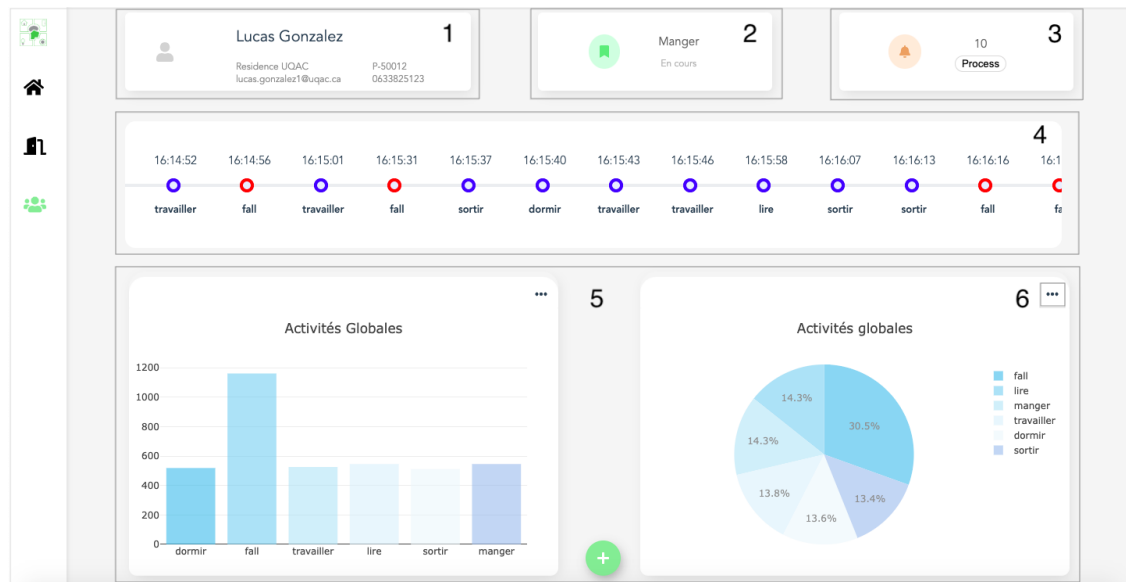 Lucas Gonzalez
1
Residence UQAC P-50012
lucas.gonzalez1@uqac.ca 0633825123
Manger
2
En cours
10
3
Process
4
16:14:52 16:14:56 16:15:01 16:15:31 16:15:37 16:15:40 16:15:43 16:15:46 16:15:58 16:16:07 16:16:13 16:16:16 16:1
travailler fall travailler fall sortir dormir travailler travailler lire sortir sortir fall fa
5
Activités Globales
1200
1000
800
600
400
200
0
dormir fall travailler lire sortir manger
+
6
Activités globales
14.3%
30.5%
14.3%
13.8%
13.6%
13.4%
fall
lire
manger
travailler
dormir
sortir